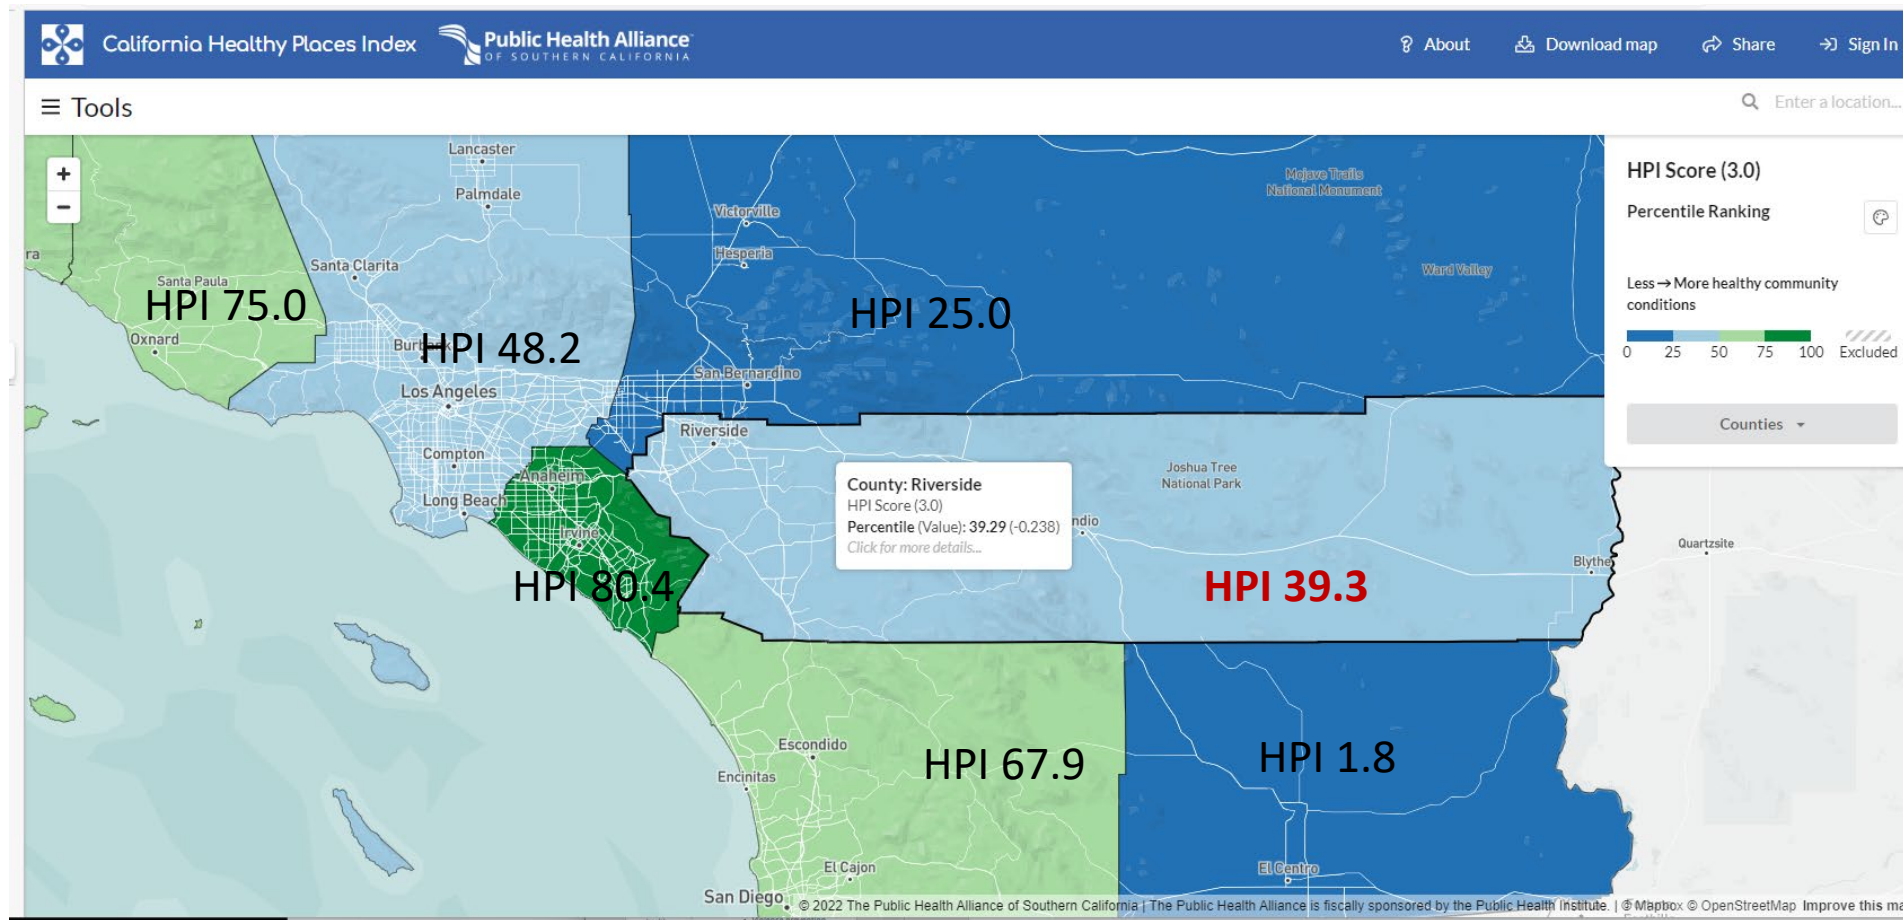 California Healthy Places Index
Public Health Alliance
OF SOUTHERN CALIFORNIA
About
Download map
Share
Sign In
Tools
Enter a location...
HPI Score (3.0)
Percentile Ranking
Less → More healthy community
conditions
0 25 50 75 100 Excluded
Counties
Lancaster
Palmdale
Mojave Trails
National Monument
Victorville
Hesperia
ra
Santa Clarita
Ward Valley
Santa Paula
HPI 75.0
HPI 25.0
Oxnard
Burbank
HPI 48.2
San Bernardino
Los Angeles
Riverside
Compton
Anaheim
Joshua Tree
National Park
Long Beach
County: Riverside
HPI Score (3.0)
Percentile (Value): 39.29 (-0.238)
Click for more details...
ndio
Irvine
Quartzsite
Blythe
HPI 80.4
HPI 39.3
Escondido
HPI 67.9
HPI 1.8
Encinitas
El Cajon
El Centro
San Diego
© 2022 The Public Health Alliance of Southern California | The Public Health Alliance is fiscally sponsored by the Public Health Institute. | © Mapbox © OpenStreetMap Improve this ma